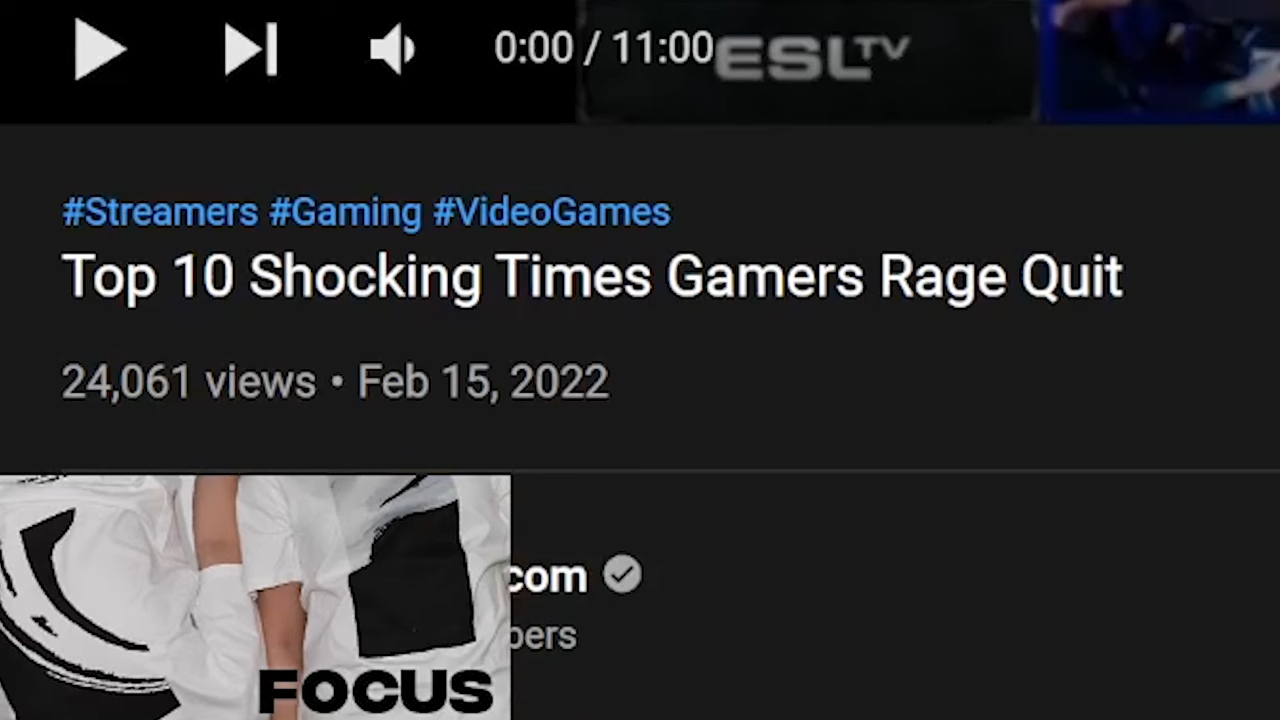 0:00 / 11:00
ESLTV
#Streamers #Gaming #VideoGames
Top 10 Shocking Times Gamers Rage Quit
24,061 views • Feb 15, 2022
com
bers
FOCUS